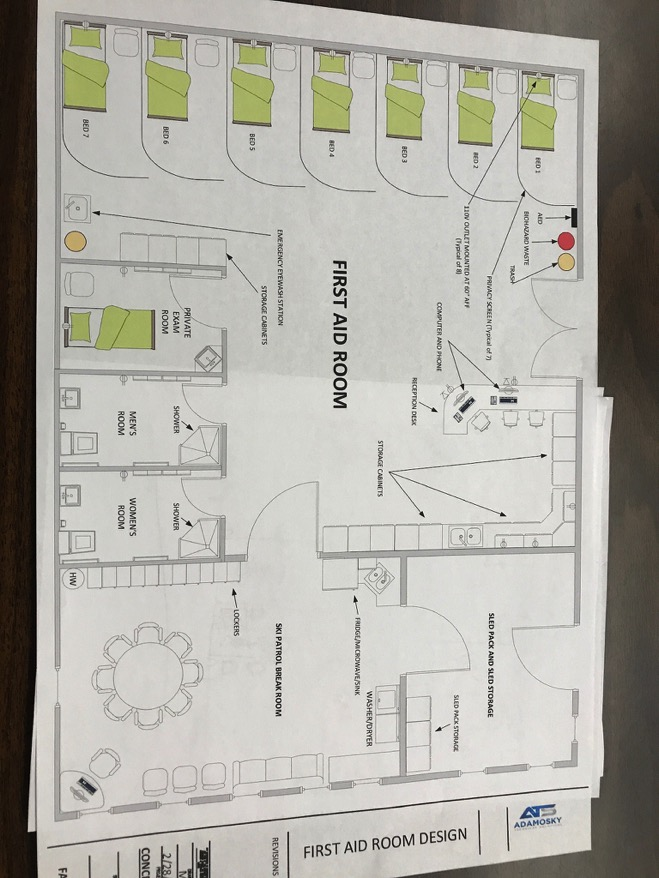 BED 7
BED 6
BED 5
BED 4
BED 3
BED 2
BED 1
AED
BIOHAZARD WASTE
TRASH
110V OUTLET MOUNTED AT 60" AFF
(Typical of 8)
PRIVACY SCREEN (Typical of 7)
COMPUTER AND PHONE
RECEPTION DESK
EMERGENCY EYEWASH STATION
STORAGE CABINETS
FIRST AID ROOM
PRIVATE
EXAM
ROOM
MEN'S
ROOM
SHOWER
WOMEN'S
ROOM
SHOWER
STORAGE CABINETS
HW
LOCKERS
SKI PATROL BREAK ROOM
FRIDGE/MICROWAVE/SINK
WASHER/DRYER
SLED PACK AND SLED STORAGE
SLED PACK STORAGE
ATS
ADAMOSKY
FIRST AID ROOM DESIGN
REVISIONS
2/28/
CONC
FA